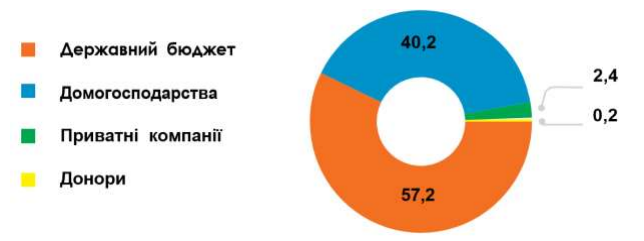 Державний бюджет
Домогосподарства
Приватні компанії
Донори
40,2
2,4
0,2
57,2